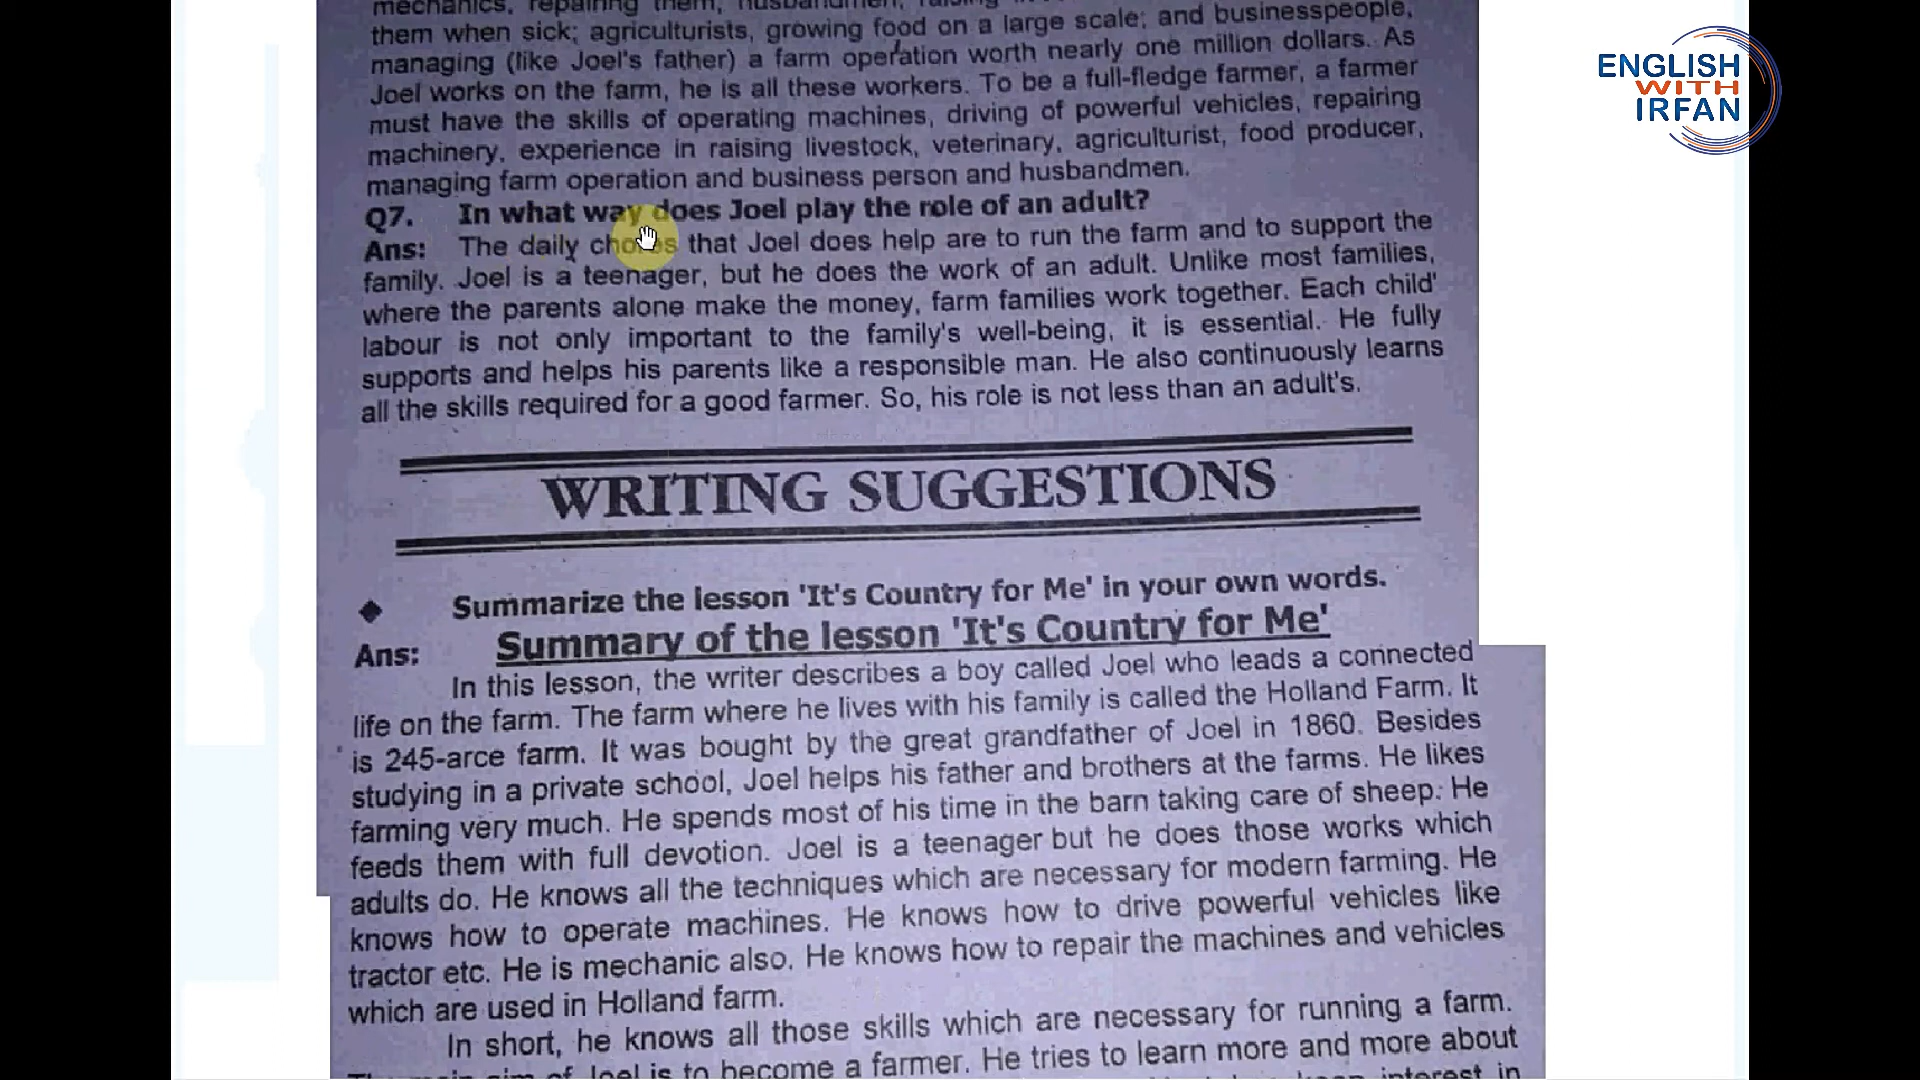 mechanics, repairing them; husbandmen, raising
them when sick; agriculturists, growing food on a large scale; and businesspeople,
managing (like Joel's father) a farm operation worth nearly one million dollars. As
Joel works on the farm, he is all these workers. To be a full-fledge farmer, a farmer
must have the skills of operating machines, driving of powerful vehicles, repairing
machinery, experience in raising livestock, veterinary, agriculturist, food producer,
managing farm operation and business person and husbandmen.
Q7. In what way does Joel play the role of an adult?
Ans: The daily chores that Joel does help are to run the farm and to support the
family. Joel is a teenager, but he does the work of an adult. Unlike most families,
where the parents alone make the money, farm families work together. Each child'
labour is not only important to the family's well-being, it is essential. He fully
supports and helps his parents like a responsible man. He also continuously learns
all the skills required for a good farmer. So, his role is not less than an adult's.
WRITING SUGGESTIONS
Summarize the lesson 'It's Country for Me' in your own words.
Ans: Summary of the lesson 'It's Country for Me'
In this lesson, the writer describes a boy called Joel who leads a connected
life on the farm. The farm where he lives with his family is called the Holland Farm. It
is 245-arce farm. It was bought by the great grandfather of Joel in 1860. Besides
studying in a private school, Joel helps his father and brothers at the farms. He likes
farming very much. He spends most of his time in the barn taking care of sheep. He
feeds them with full devotion. Joel is a teenager but he does those works which
adults do. He knows all the techniques which are necessary for modern farming. He
knows how to operate machines. He knows how to drive powerful vehicles like
tractor etc. He is mechanic also. He knows how to repair the machines and vehicles
which are used in Holland farm.
In short, he knows all those skills which are necessary for running a farm.
The main aim of Joel is to become a farmer. He tries to learn more and more about
interest in
ENGLISH
WITH
IRFAN